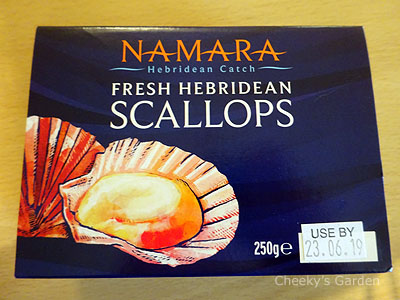 NAMARA
Hebridean Catch
FRESH HEBRIDEAN
SCALLOPS
250g℮
USE BY
23.06.19
Cheeky's Garden